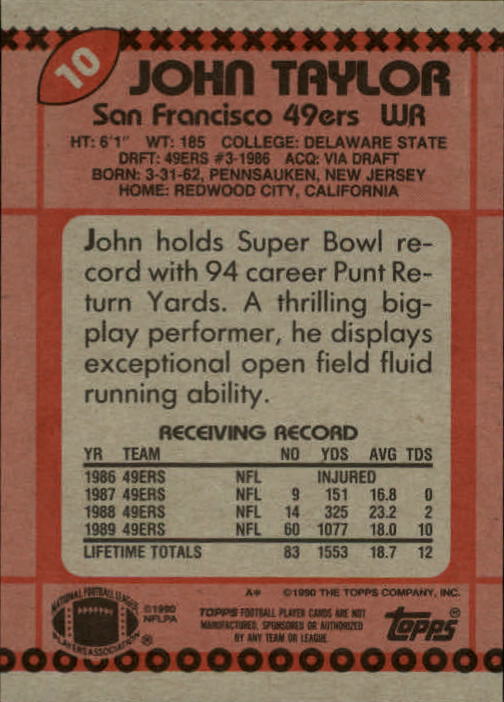 10
JOHN TAYLOR
San Francisco 49ers WR
HT: 6'1" WT: 185 COLLEGE: DELAWARE STATE
DRFT: 49ERS #3-1986 ACQ: VIA DRAFT
BORN: 3-31-62, PENNSAUKEN, NEW JERSEY
HOME: REDWOOD CITY, CALIFORNIA
John holds Super Bowl re-
cord with 94 career Punt Re-
turn Yards. A thrilling big-
play performer, he displays
exceptional open field fluid
running ability.
RECEIVING RECORD
YR TEAM NO YDS AVG TDS
1986 49ERS NFL INJURED
1987 49ERS NFL 9 151 16.8 0
1988 49ERS NFL 14 325 23.2 2
1989 49ERS NFL 60 1077 18.0 10
LIFETIME TOTALS 83 1553 18.7 12
A* ©1990 THE TOPPS COMPANY, INC.
NATIONAL FOOTBALL LEAGUE
PLAYERS ASSOCIATION ®
©1990
NFLPA
TOPPS FOOTBALL PLAYER CARDS ARE NOT
MANUFACTURED, SPONSORED OR AUTHORIZED
BY ANY TEAM OR LEAGUE.
topps®